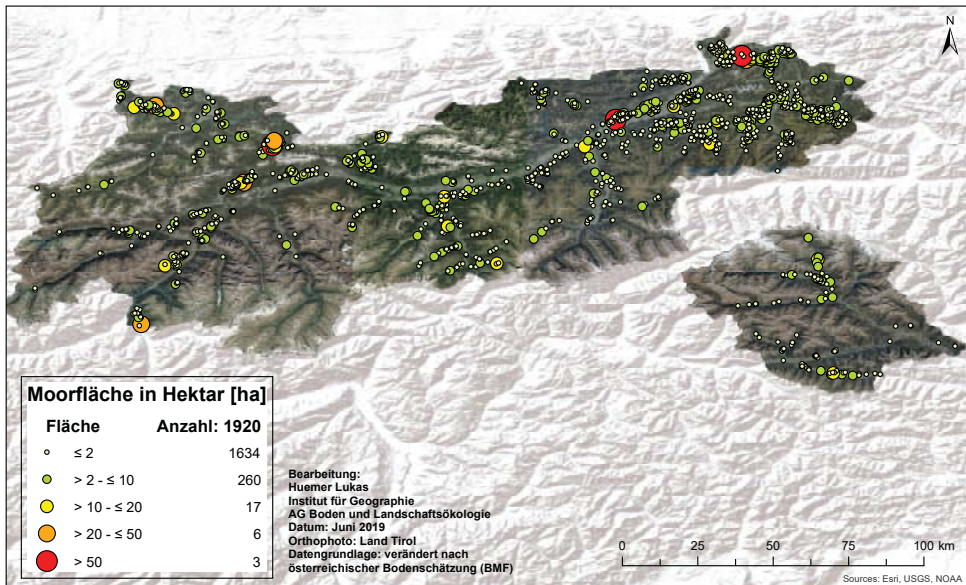 N
Moorfläche in Hektar [ha]
Fläche Anzahl: 1920
≤ 2 1634
> 2 - ≤ 10 260
> 10 - ≤ 20 17
> 20 - ≤ 50 6
> 50 3
Bearbeitung:
Huemer Lukas
Institut für Geographie
AG Boden und Landschaftsökologie
Datum: Juni 2019
Orthophoto: Land Tirol
Datengrundlage: verändert nach
österreichischer Bodenschätzung (BMF)
0 25 50 75 100 km
Sources: Esri, USGS, NOAA